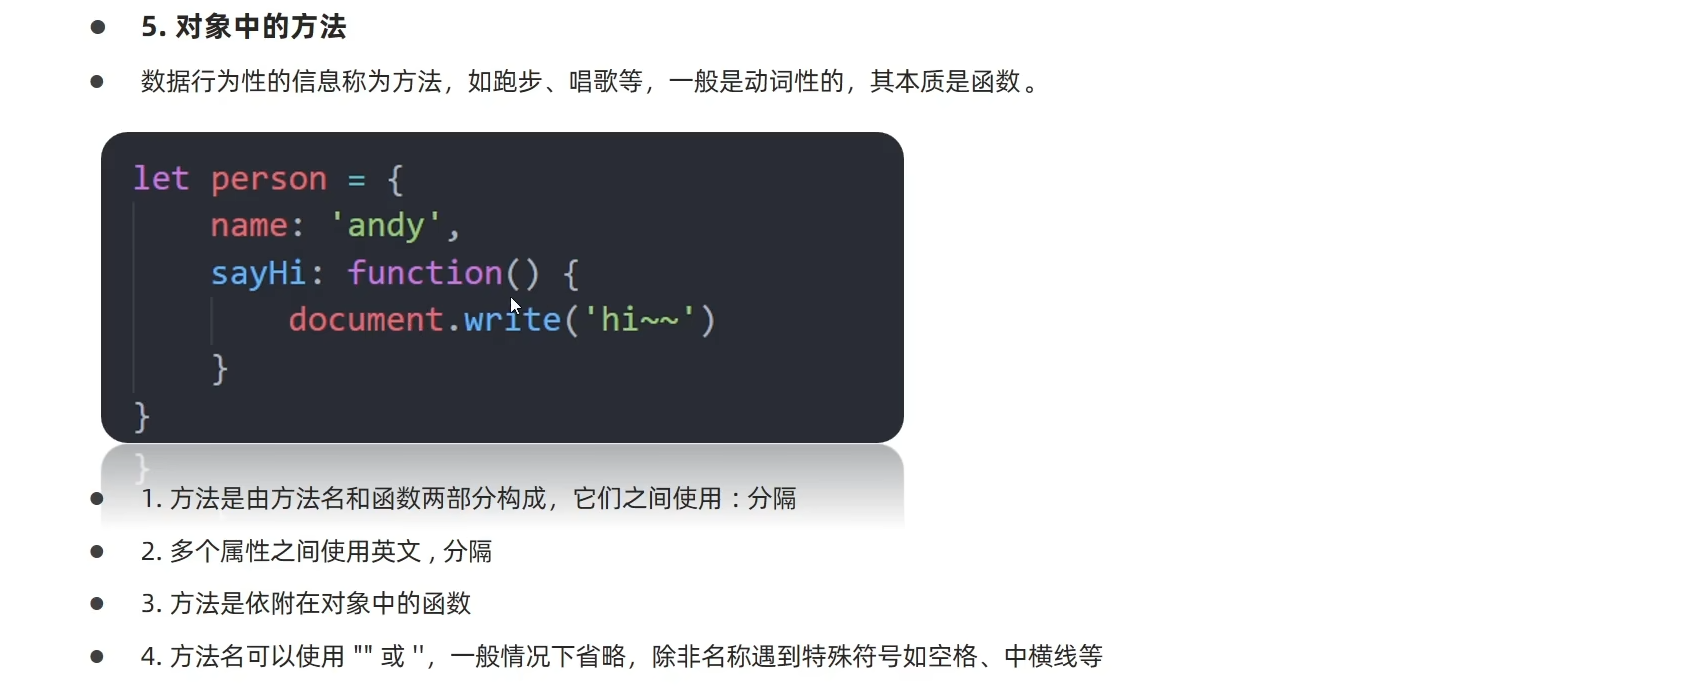 5. 对象中的方法
数据行为性的信息称为方法，如跑步、唱歌等，一般是动词性的，其本质是函数。
let person = {
name: 'andy',
sayHi: function() {
document.write('hi~~')
}
}
}
1. 方法是由方法名和函数两部分构成，它们之间使用 : 分隔
2. 多个属性之间使用英文 , 分隔
3. 方法是依附在对象中的函数
4. 方法名可以使用 "" 或 ''，一般情况下省略，除非名称遇到特殊符号如空格、中横线等